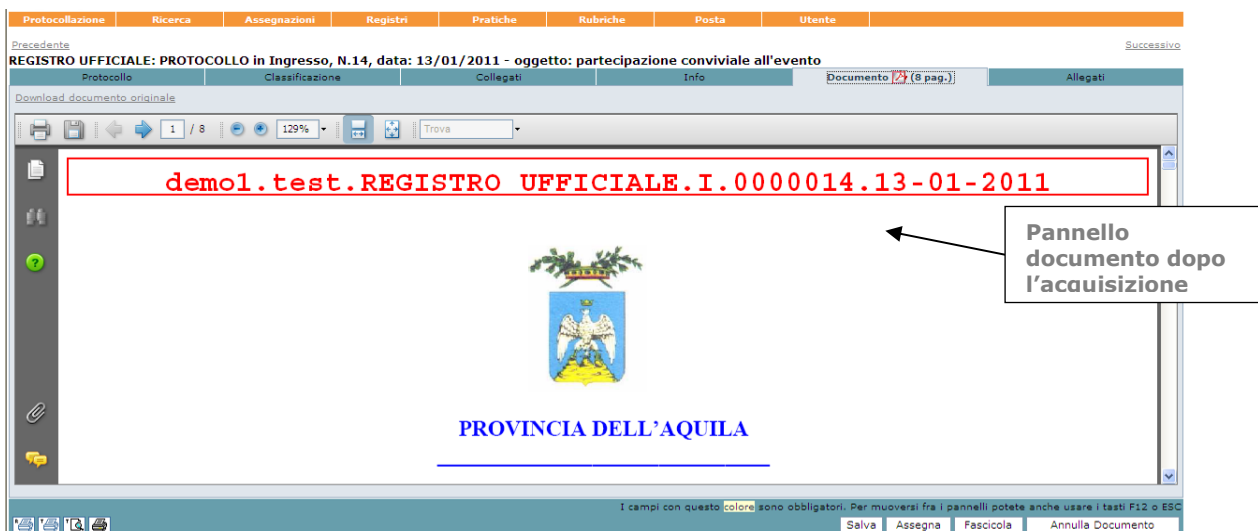 Protocollazione Ricerca Assegnazioni Registri Pratiche Rubriche Posta Utente
Precedente Successivo
REGISTRO UFFICIALE: PROTOCOLLO in Ingresso, N.14, data: 13/01/2011 - oggetto: partecipazione conviviale all'evento
Protocollo Classificazione Collegati Info Documento (8 pag.) Allegati
Download documento originale
1 / 8 129% Trova
demo1.test.REGISTRO UFFICIALE.I.0000014.13-01-2011
Pannello
documento dopo
l'acquisizione
PROVINCIA DELL'AQUILA
I campi con questo colore sono obbligatori. Per muoversi fra i pannelli potete anche usare i tasti F12 o ESC
Salva Assegna Fascicola Annulla Documento